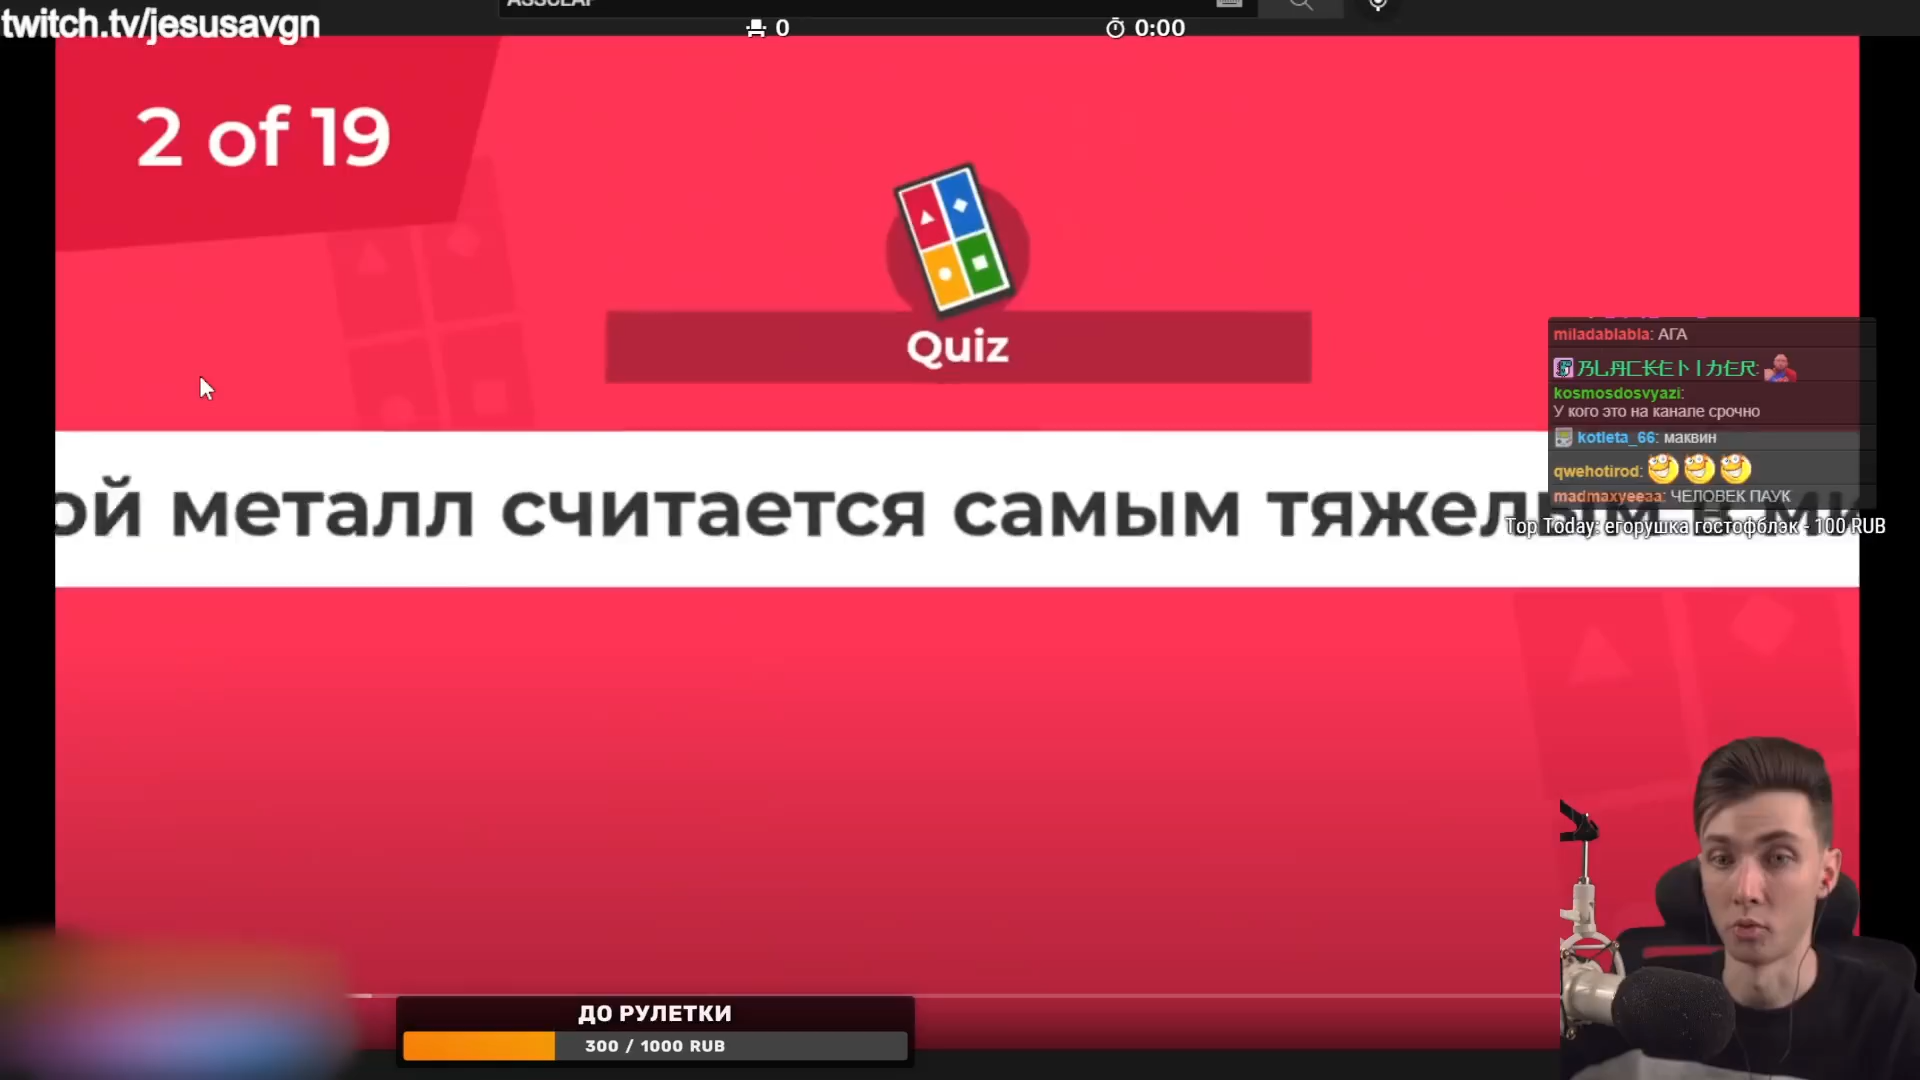 twitch.tv/jesusavgn
0
0:00
2 of 19
Quiz
ой металл считается самым тяжелым в ми
miladablabla: АГА
kosmosdosvyazi:
У кого это на канале срочно
kotleta_66: маквин
qwehotirod:
madmaxyeeaa: ЧЕЛОВЕК ПАУК
Top Today: егорушка гостофблэк - 100 RUB
ДО РУЛЕТКИ
300 / 1000 RUB